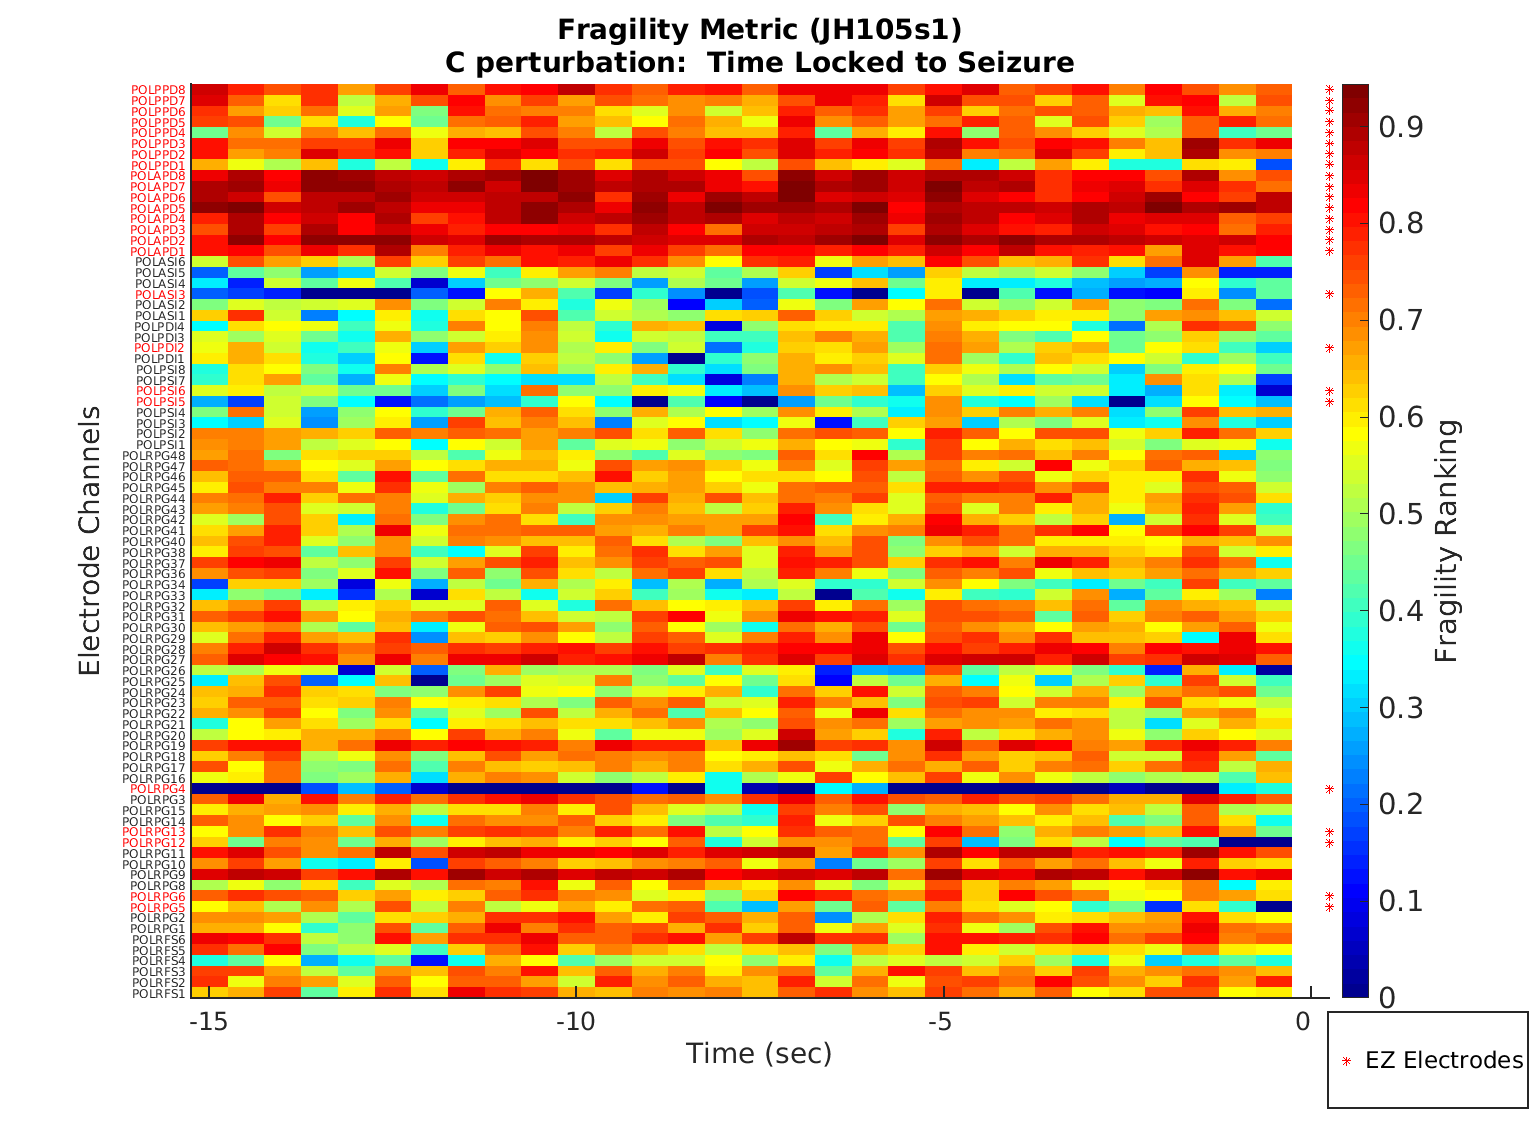 Fragility Metric (JH105s1)
C perturbation:  Time Locked to Seizure
Electrode Channels
POLPPD8
POLPPD7
POLPPD6
POLPPD5
POLPPD4
POLPPD3
POLPPD2
POLPPD1
POLAPD8
POLAPD7
POLAPD6
POLAPD5
POLAPD4
POLAPD3
POLAPD2
POLAPD1
POLASI6
POLASI5
POLASI4
POLASI3
POLASI2
POLASI1
POLPDI4
POLPDI3
POLPDI2
POLPDI1
POLPSI8
POLPSI7
POLPSI6
POLPSI5
POLPSI4
POLPSI3
POLPSI2
POLPSI1
POLRPG48
POLRPG47
POLRPG46
POLRPG45
POLRPG44
POLRPG43
POLRPG42
POLRPG41
POLRPG40
POLRPG38
POLRPG37
POLRPG36
POLRPG34
POLRPG33
POLRPG32
POLRPG31
POLRPG30
POLRPG29
POLRPG28
POLRPG27
POLRPG26
POLRPG25
POLRPG24
POLRPG23
POLRPG22
POLRPG21
POLRPG20
POLRPG19
POLRPG18
POLRPG17
POLRPG16
POLRPG4
POLRPG3
POLRPG15
POLRPG14
POLRPG13
POLRPG12
POLRPG11
POLRPG10
POLRPG9
POLRPG8
POLRPG6
POLRPG5
POLRPG2
POLRPG1
POLRFS6
POLRFS5
POLRFS4
POLRFS3
POLRFS2
POLRFS1
-15
-10
-5
0
Time (sec)
0.9
0.8
0.7
0.6
0.5
0.4
0.3
0.2
0.1
0
Fragility Ranking
EZ Electrodes